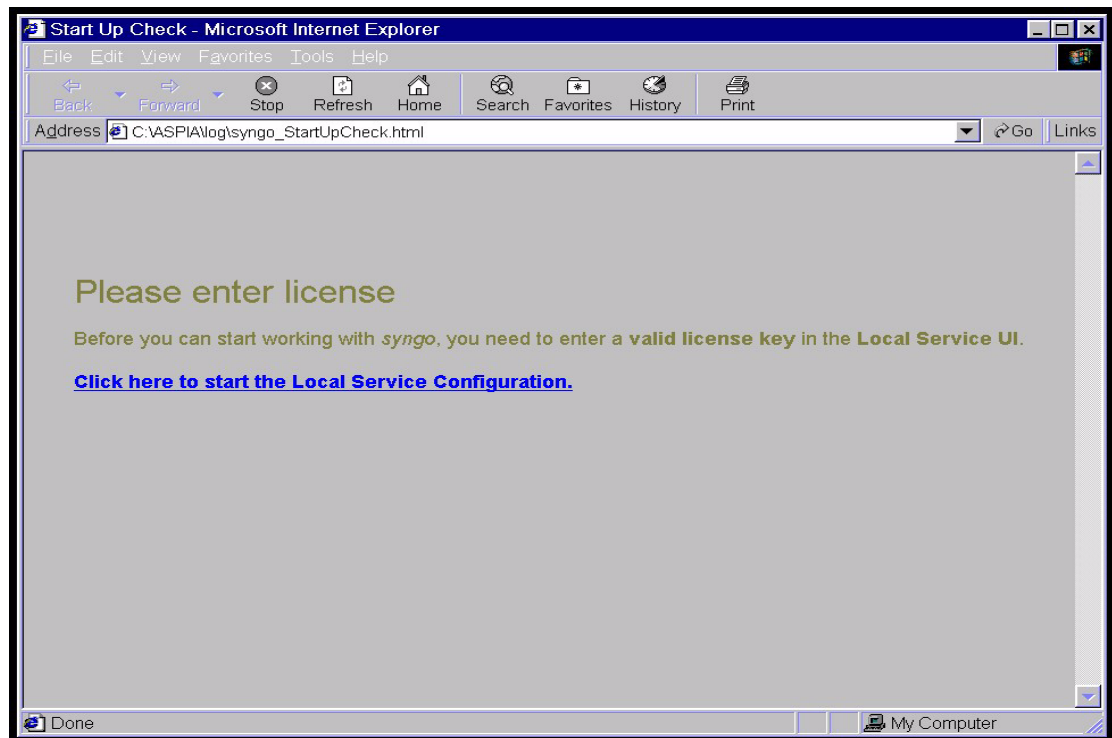 Start Up Check - Microsoft Internet Explorer
File Edit View Favorites Tools Help
Back Forward Stop Refresh Home Search Favorites History Print
Address C:\ASPIA\log\syngo_StartUpCheck.html Go Links
Please enter license
Before you can start working with syngo, you need to enter a valid license key in the Local Service UI.
Click here to start the Local Service Configuration.
Done My Computer